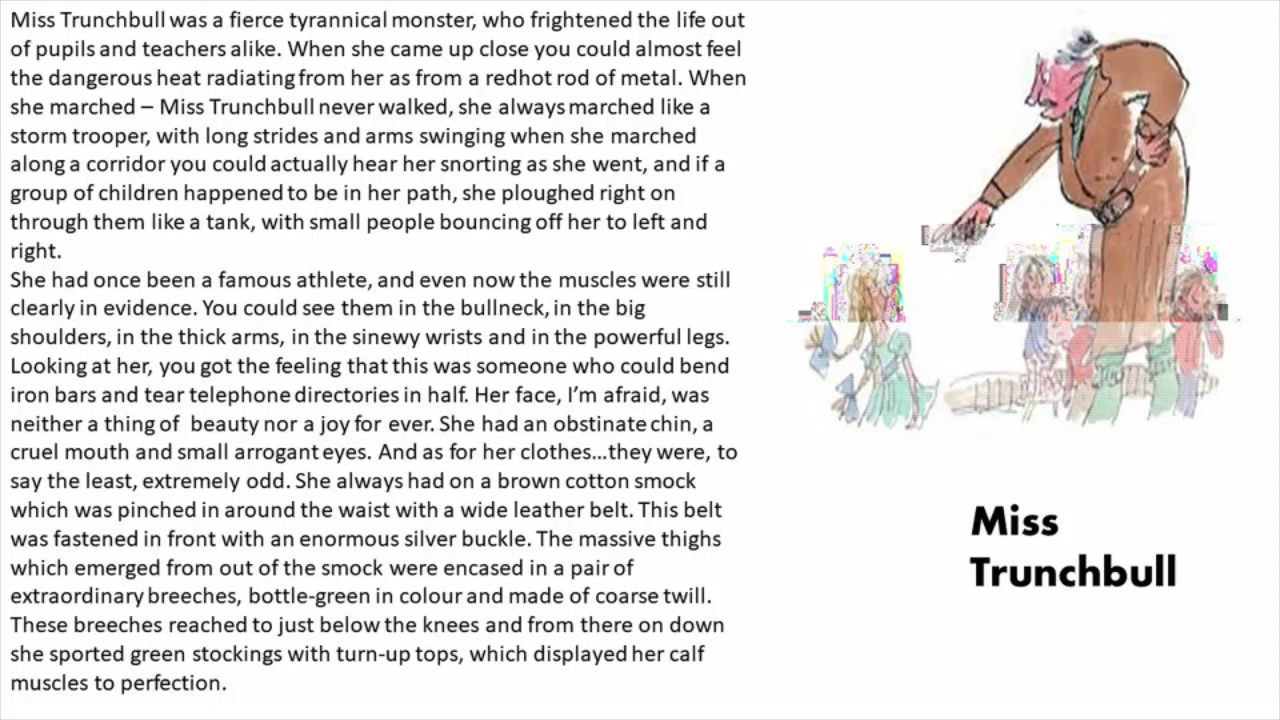 Miss Trunchbull was a fierce tyrannical monster, who frightened the life out
of pupils and teachers alike. When she came up close you could almost feel
the dangerous heat radiating from her as from a redhot rod of metal. When
she marched – Miss Trunchbull never walked, she always marched like a
storm trooper, with long strides and arms swinging when she marched
along a corridor you could actually hear her snorting as she went, and if a
group of children happened to be in her path, she ploughed right on
through them like a tank, with small people bouncing off her to left and
right.
She had once been a famous athlete, and even now the muscles were still
clearly in evidence. You could see them in the bullneck, in the big
shoulders, in the thick arms, in the sinewy wrists and in the powerful legs.
Looking at her, you got the feeling that this was someone who could bend
iron bars and tear telephone directories in half. Her face, I’m afraid, was
neither a thing of  beauty nor a joy for ever. She had an obstinate chin, a
cruel mouth and small arrogant eyes. And as for her clothes…they were, to
say the least, extremely odd. She always had on a brown cotton smock
which was pinched in around the waist with a wide leather belt. This belt
was fastened in front with an enormous silver buckle. The massive thighs
which emerged from out of the smock were encased in a pair of
extraordinary breeches, bottle-green in colour and made of coarse twill.
These breeches reached to just below the knees and from there on down
she sported green stockings with turn-up tops, which displayed her calf
muscles to perfection.
Miss
Trunchbull